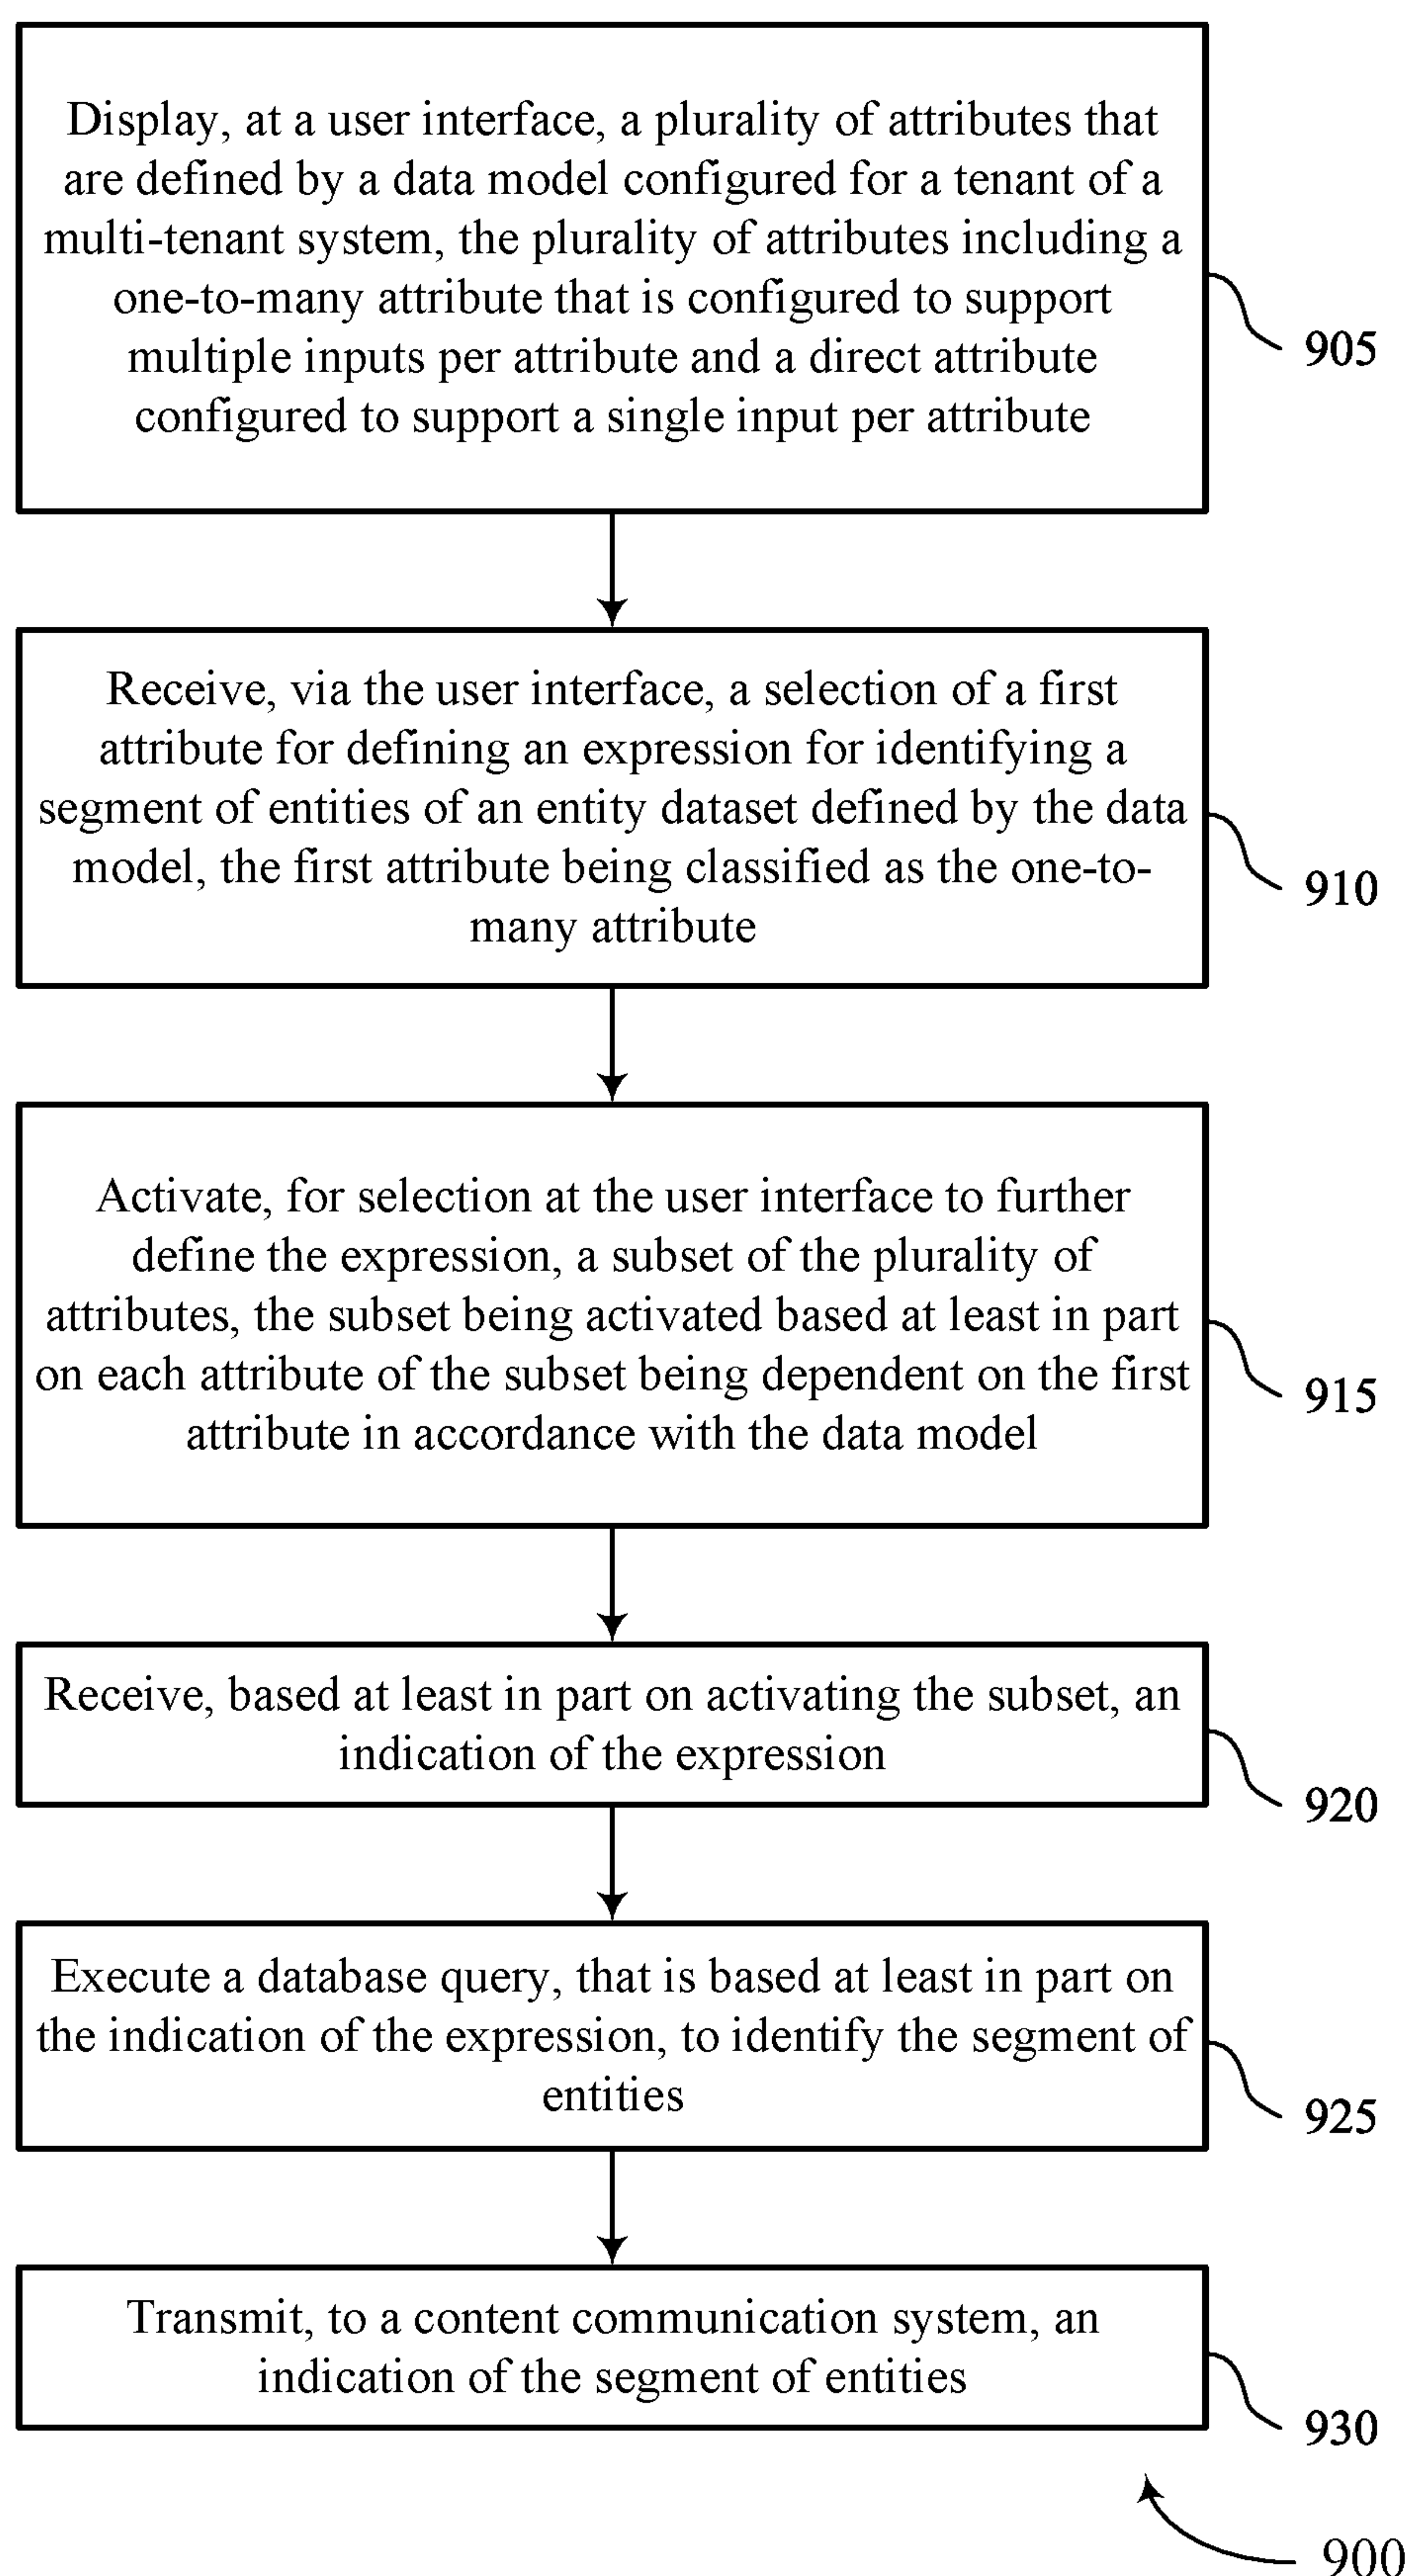 Display, at a user interface, a plurality of attributes that
are defined by a data model configured for a tenant of a
multi-tenant system, the plurality of attributes including a
one-to-many attribute that is configured to support
multiple inputs per attribute and a direct attribute
configured to support a single input per attribute
905
Receive, via the user interface, a selection of a first
attribute for defining an expression for identifying a
segment of entities of an entity dataset defined by the data
model, the first attribute being classified as the one-to-
many attribute
910
Activate, for selection at the user interface to further
define the expression, a subset of the plurality of
attributes, the subset being activated based at least in part
on each attribute of the subset being dependent on the first
attribute in accordance with the data model
915
Receive, based at least in part on activating the subset, an
indication of the expression
920
Execute a database query, that is based at least in part on
the indication of the expression, to identify the segment of
entities
925
Transmit, to a content communication system, an
indication of the segment of entities
930
900